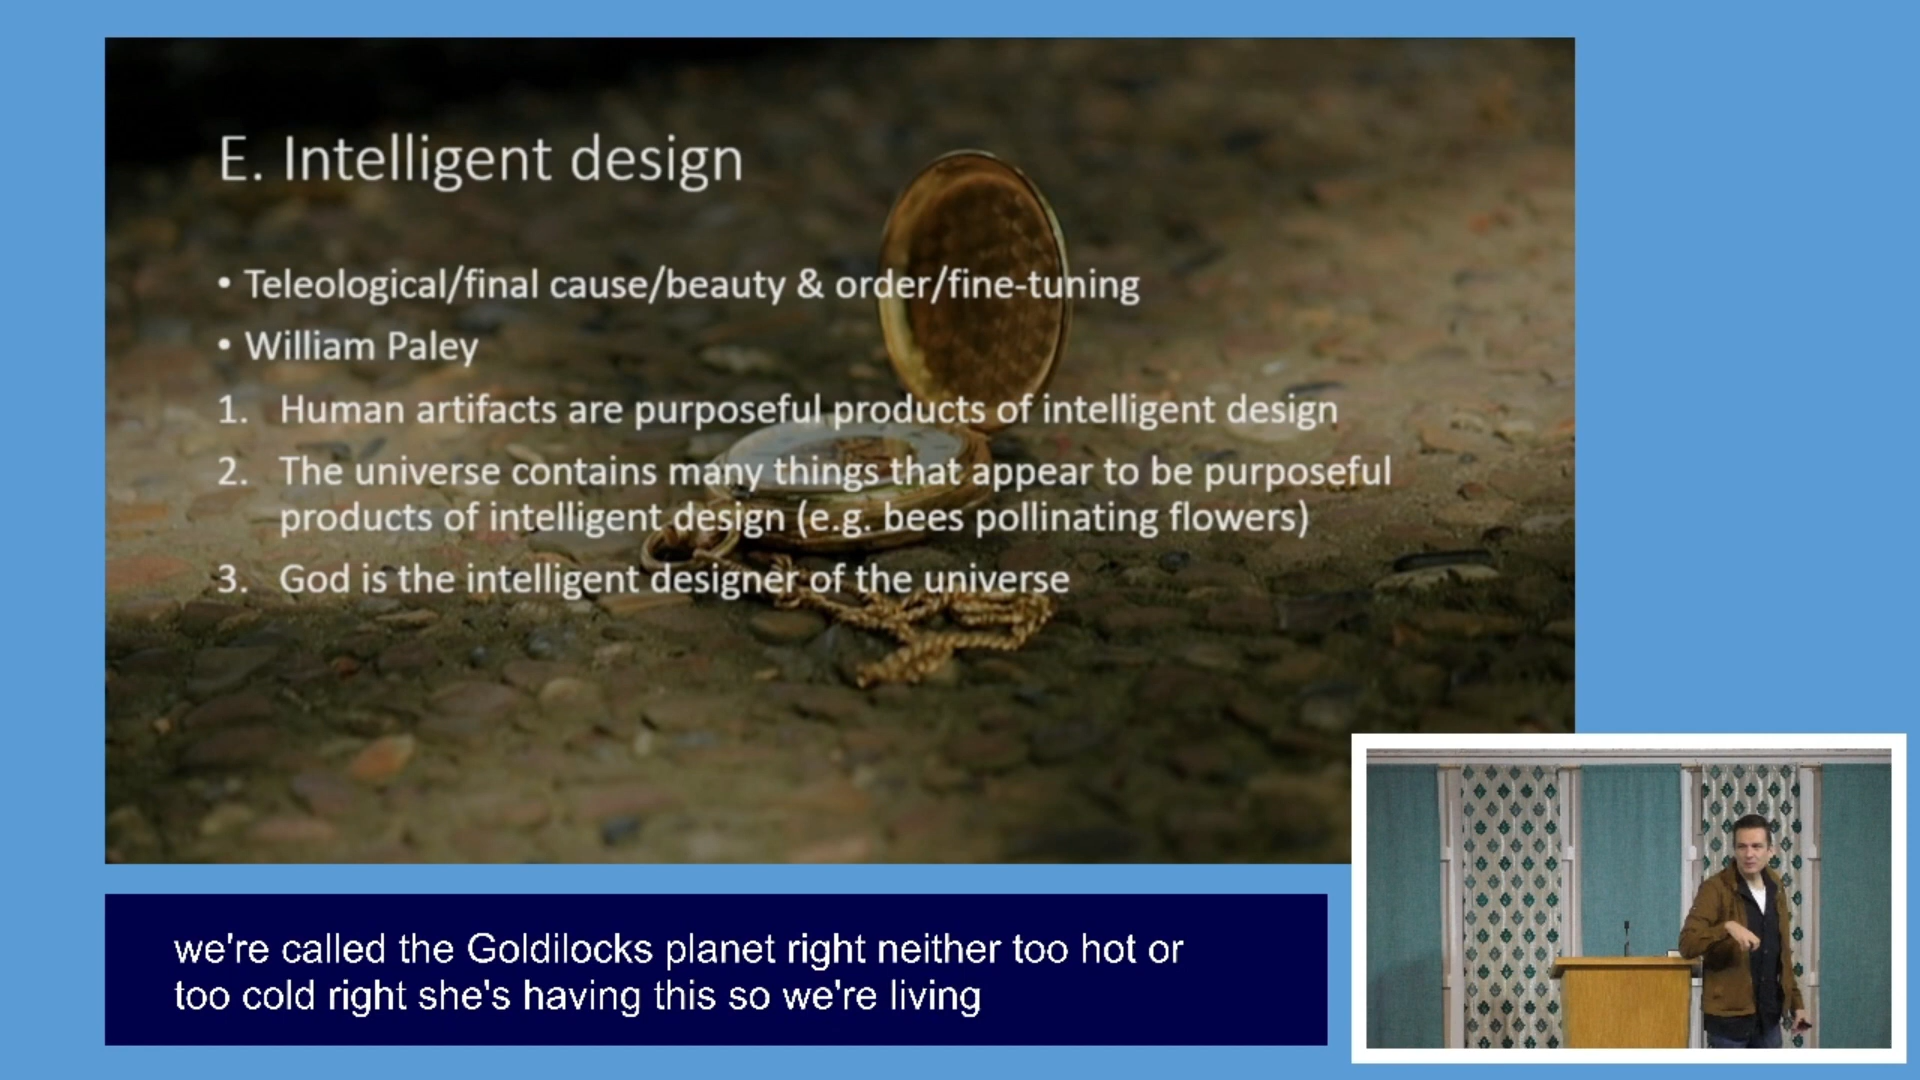 E. Intelligent design
• Teleological/final cause/beauty & order/fine-tuning
• William Paley
1. Human artifacts are purposeful products of intelligent design
2. The universe contains many things that appear to be purposeful
products of intelligent design (e.g. bees pollinating flowers)
3. God is the intelligent designer of the universe
we're called the Goldilocks planet right neither too hot or
too cold right she's having this so we're living